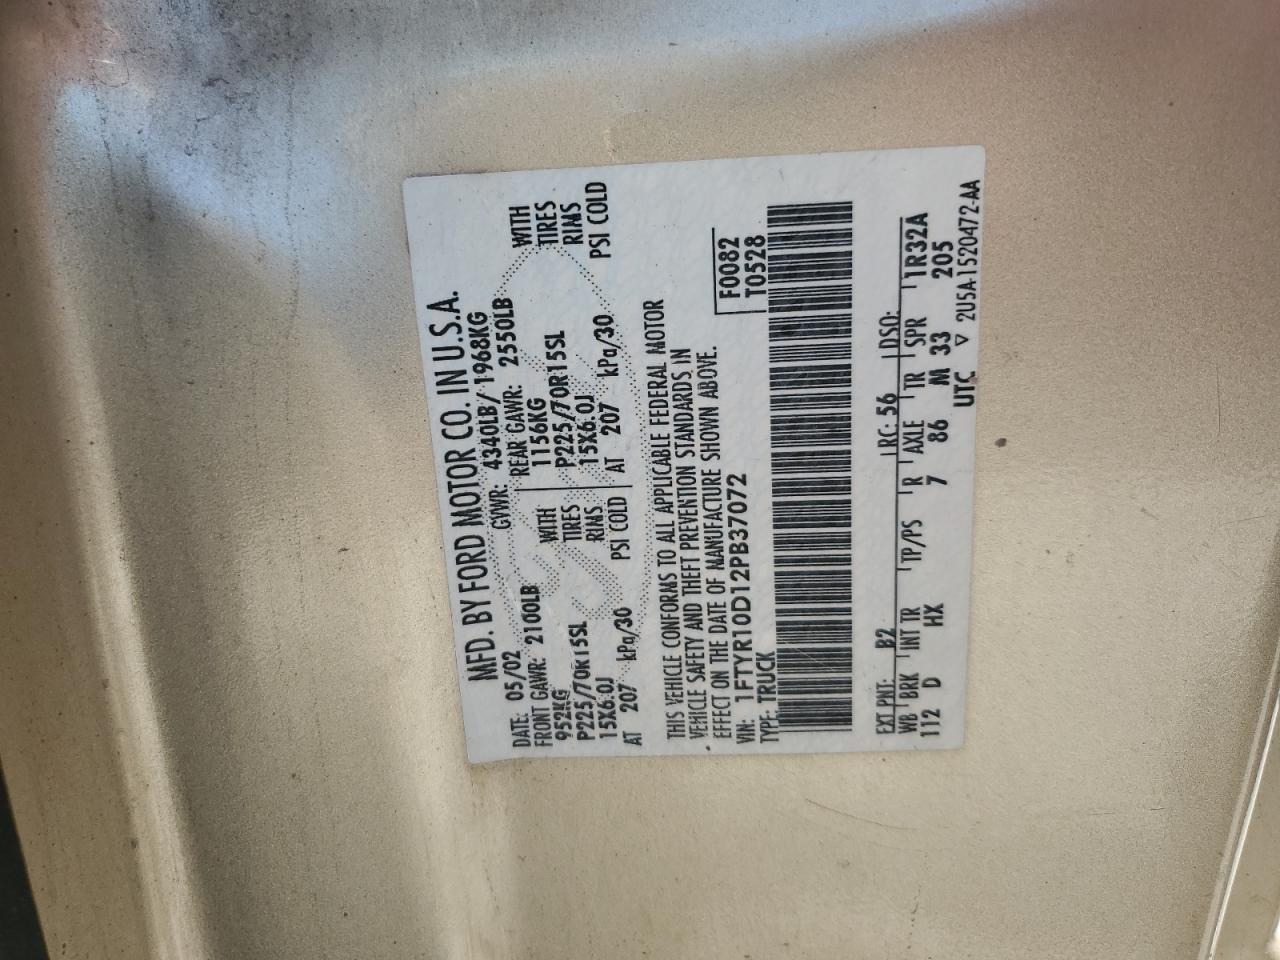 MFD. BY FORD MOTOR CO. IN U.S.A.
DATE: 05/02 GVWR: 4340LB/ 1968KG
FRONT GAWR: 2100LB REAR GAWR: 2550LB
952KG WITH 1156KG WITH
P225/70R15SL TIRES P225/70R15SL TIRES
15X6.0J RIMS 15X6.0J RIMS
AT 207 kPa/30 PSI COLD AT 207 kPa/30 PSI COLD
THIS VEHICLE CONFORMS TO ALL APPLICABLE FEDERAL MOTOR
VEHICLE SAFETY AND THEFT PREVENTION STANDARDS IN
EFFECT ON THE DATE OF MANUFACTURE SHOWN ABOVE.
VIN: 1FTYR10D12PB37072 F0082
TYPE: TRUCK T0528
EXT PNT: B2 RC: 56 DSO:
WB BRK INT TR TP/PS R AXLE TR SPR 1R32A
112 D HX 7 86 M 33 205
UTC ▽ 2U5A-1520472-AA